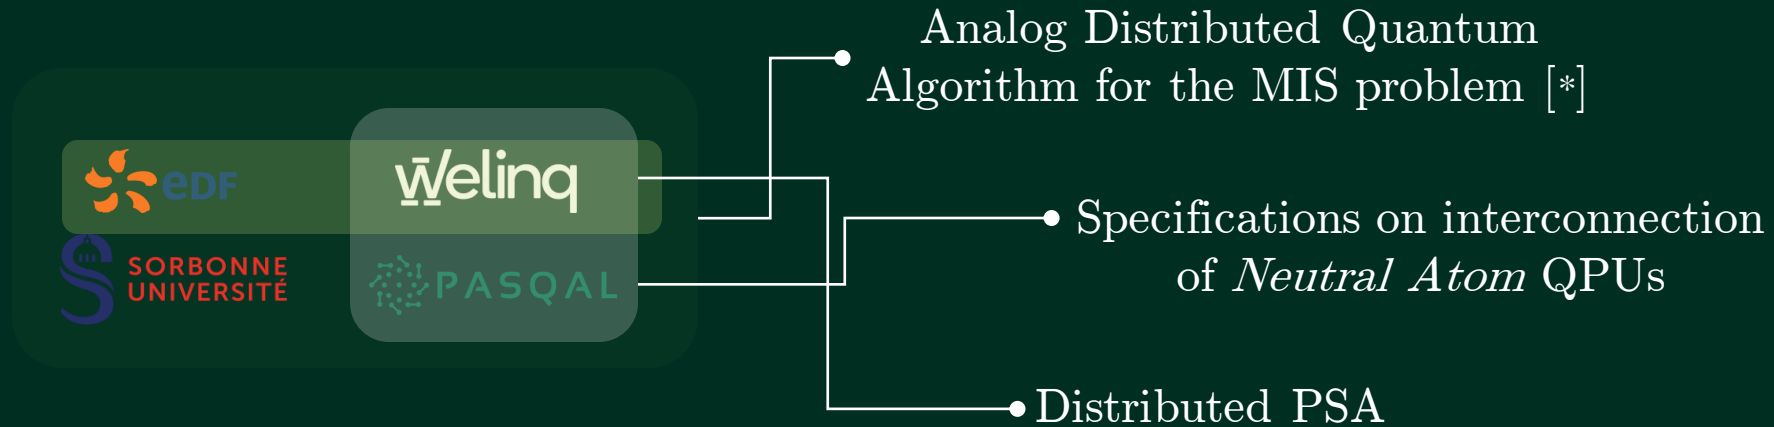 Analog Distributed Quantum
Algorithm for the MIS problem [*]
eDF
welinq
SORBONNE
UNIVERSITÉ
PASQAL
Specifications on interconnection
of Neutral Atom QPUs
Distributed PSA